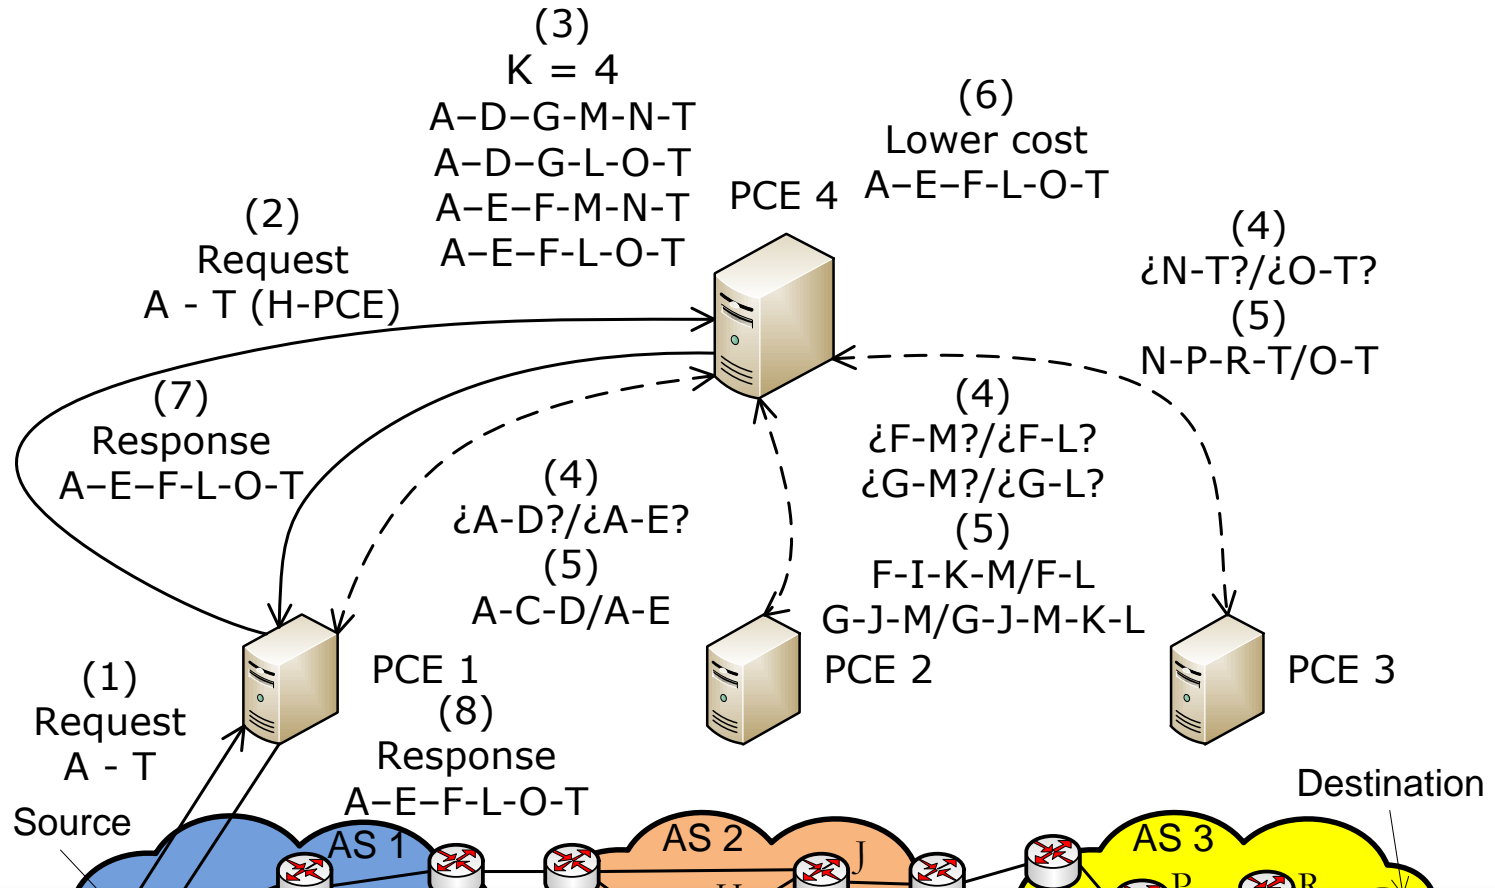 (3)
K = 4
A–D–G-M-N-T
A–D–G-L-O-T
A–E–F-M-N-T
A–E–F-L-O-T
(6)
Lower cost
A–E–F-L-O-T
PCE 4
(2)
Request
A - T (H-PCE)
(4)
¿N-T?/¿O-T?
(5)
N-P-R-T/O-T
(7)
Response
A–E–F-L-O-T
(4)
¿A-D?/¿A-E?
(5)
A-C-D/A-E
(4)
¿F-M?/¿F-L?
¿G-M?/¿G-L?
(5)
F-I-K-M/F-L
G-J-M/G-J-M-K-L
PCE 1
PCE 2
PCE 3
(1)
Request
A - T
(8)
Response
A–E–F-L-O-T
Source
Destination
AS 1
AS 2
J
AS 3
P
R